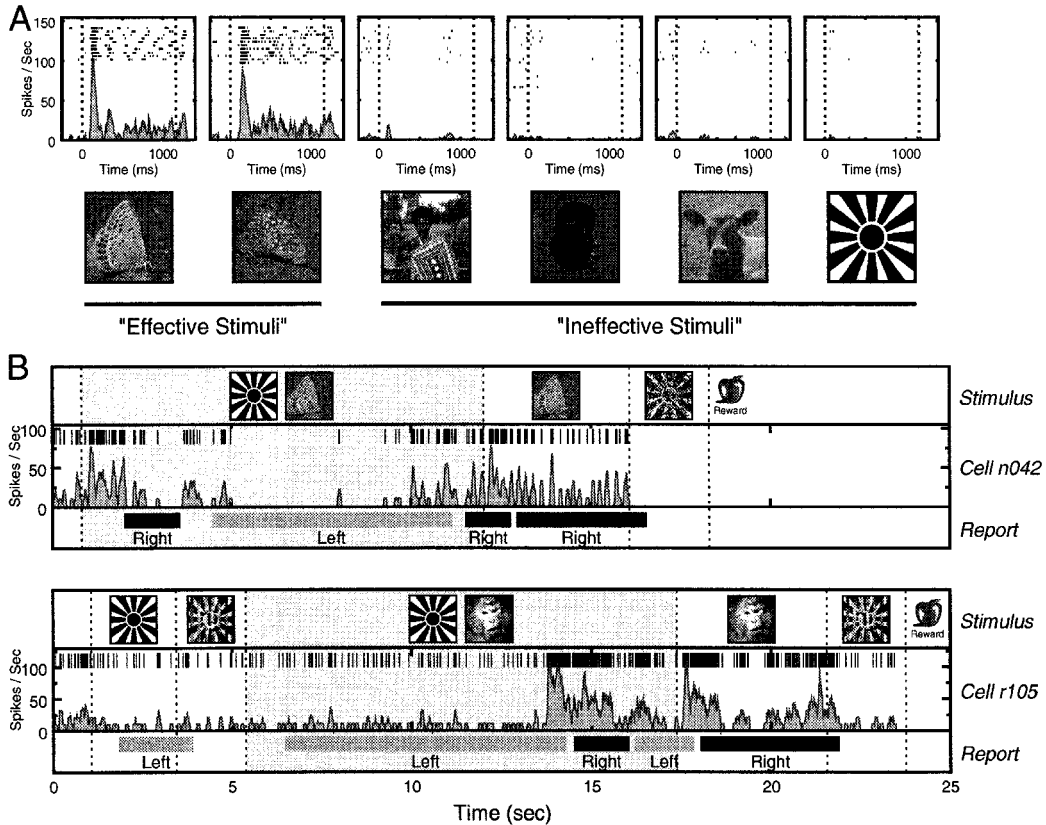 A
Spikes / Sec
150
100
50
0
0 1000
0 1000
0 1000
0 1000
0 1000
0 1000
Time (ms)
Time (ms)
Time (ms)
Time (ms)
Time (ms)
Time (ms)
"Effective Stimuli"
"Ineffective Stimuli"
B
Reward
Stimulus
Spikes / Sec
100
50
0
Cell n042
Right
Left
Right
Right
Report
Reward
Stimulus
Spikes / Sec
100
50
0
Cell r105
Left
Left
Right
Left
Right
Report
0 5 10 15 20 25
Time (sec)